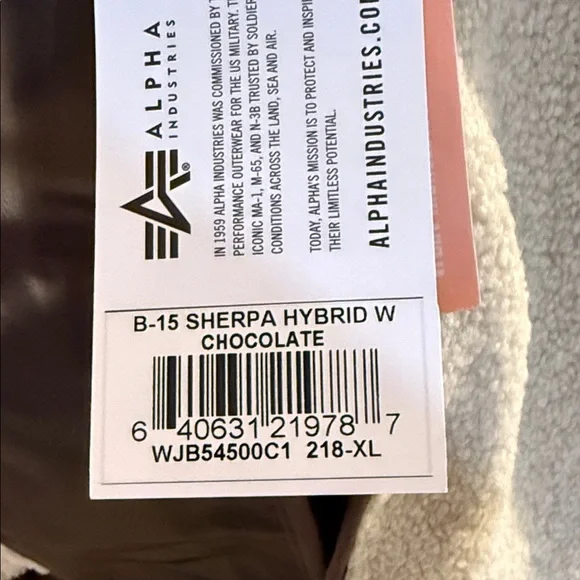 ALPHA
INDUSTRIES
IN 1959 ALPHA INDUSTRIES WAS COMMISSIONED BY
PERFORMANCE OUTERWEAR FOR THE US MILITARY.
ICONIC MA-1, M-65, AND N-3B TRUSTED BY SOLDIER
CONDITIONS ACROSS THE LAND, SEA AND AIR.
TODAY, ALPHA'S MISSION IS TO PROTECT AND INSPI
THEIR LIMITLESS POTENTIAL.
ALPHAINDUSTRIES.CO
B-15 SHERPA HYBRID W
CHOCOLATE
6 40631 21978 7
WJB54500C1 218-XL